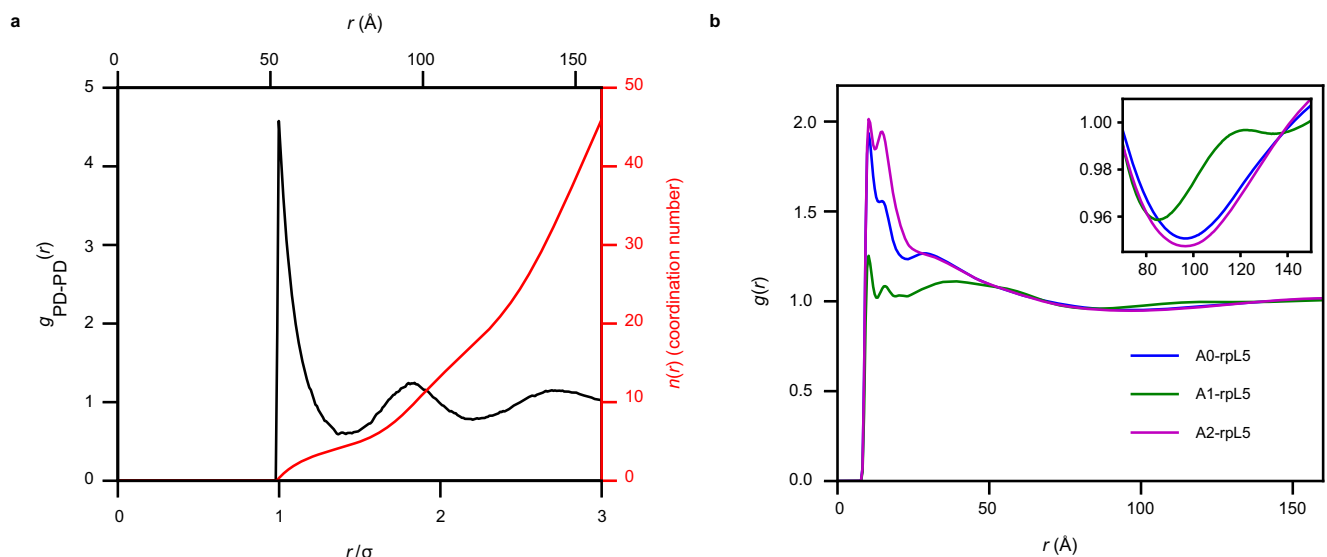 a
r (Å)
0 50 100 150
5 50
4 40
3 30
2 20
1 10
0 0
g PD-PD (r)
n(r) (coordination number)
0 1 2 3
r/σ
b
2.0
1.5
1.0
0.5
0.0
g(r)
1.00
0.98
0.96
80 100 120 140
A0-rpL5
A1-rpL5
A2-rpL5
0 50 100 150
r (Å)